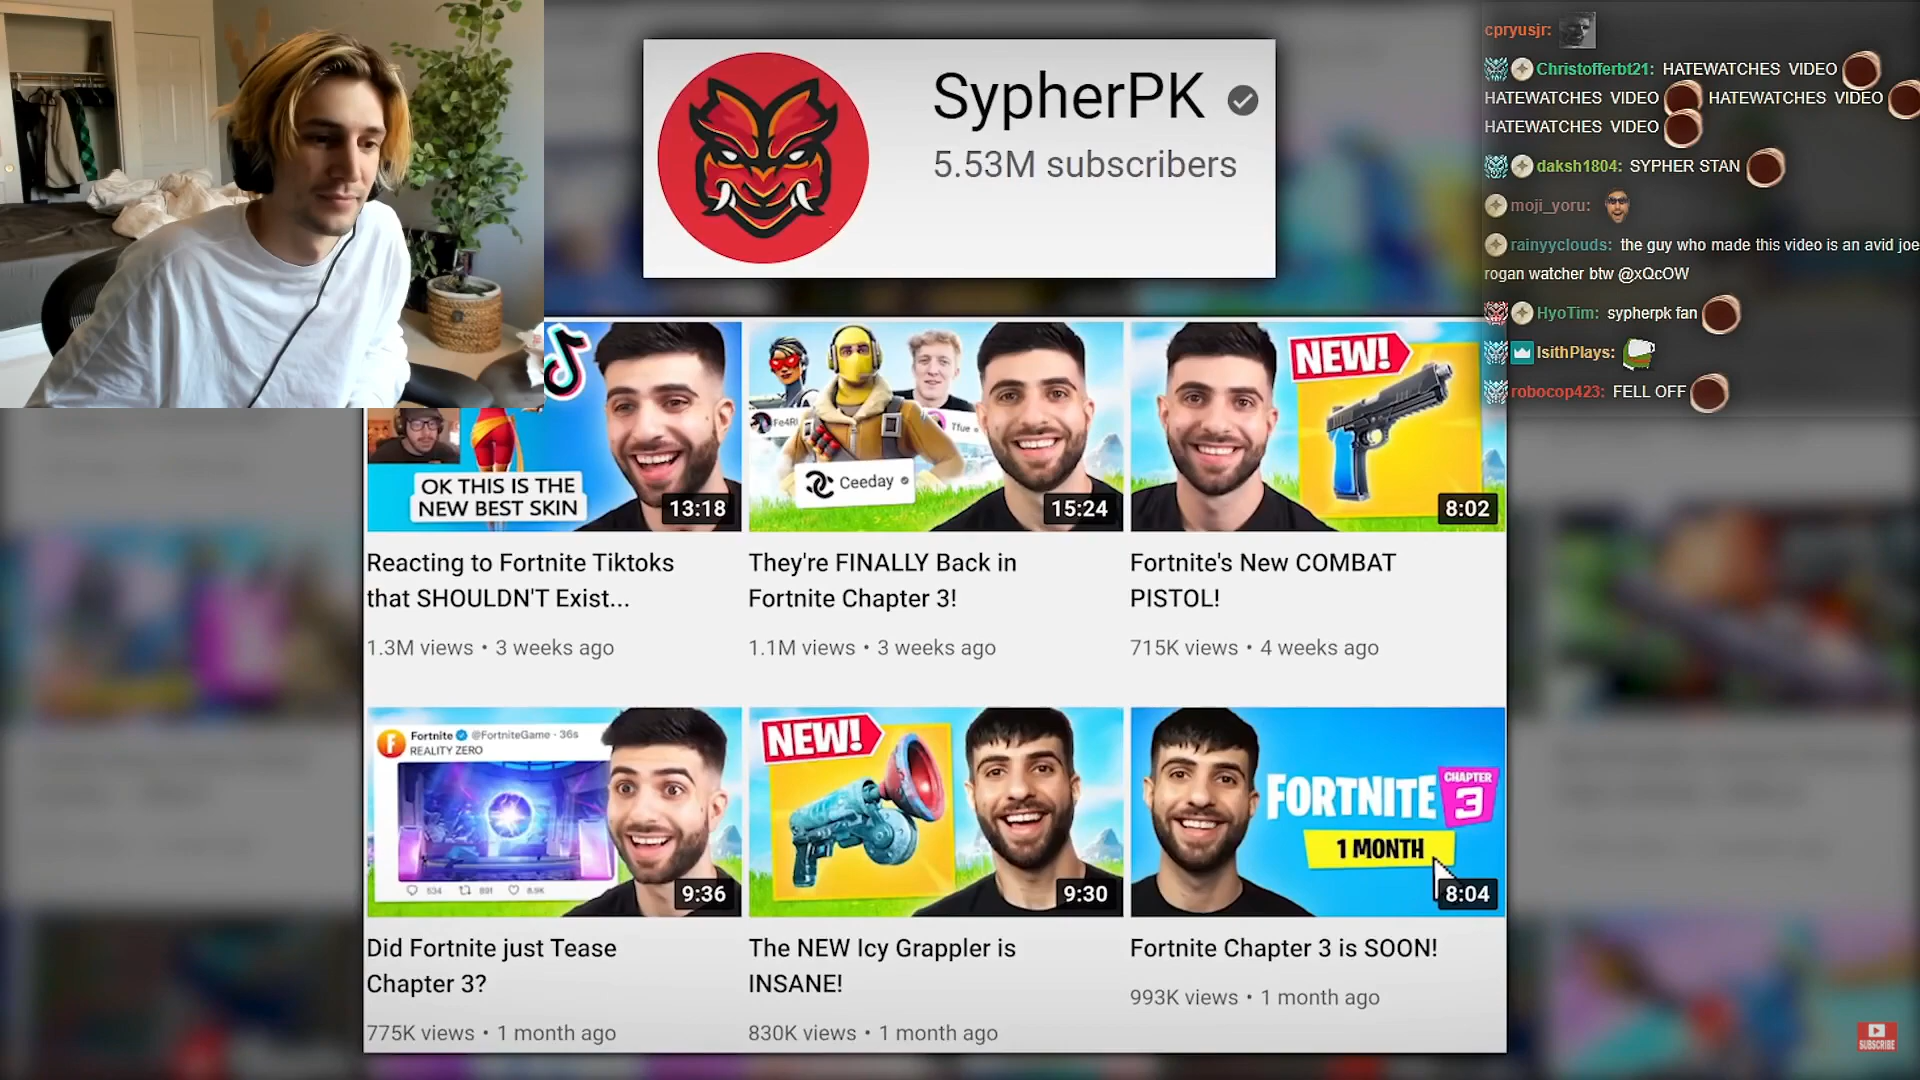 SypherPK
5.53M subscribers
cpryusjr:
Christofferbt21: HATEWATCHES VIDEO
HATEWATCHES VIDEO HATEWATCHES VIDEO
HATEWATCHES VIDEO
daksh1804: SYPHER STAN
moji_yoru:
rainyyclouds: the guy who made this video is an avid joe
rogan watcher btw @xQcOW
HyoTim: sypherpk fan
IsithPlays:
robocop423: FELL OFF
OK THIS IS THE
NEW BEST SKIN
13:18
Fe4RL
Tfue
Ceeday
15:24
NEW!
8:02
Reacting to Fortnite Tiktoks
that SHOULDN'T Exist...
1.3M views • 3 weeks ago
They're FINALLY Back in
Fortnite Chapter 3!
1.1M views • 3 weeks ago
Fortnite's New COMBAT
PISTOL!
715K views • 4 weeks ago
Fortnite @FortniteGame · 36s
REALITY ZERO
534 891 8.9K
9:36
NEW!
9:30
FORTNITE
CHAPTER
3
1 MONTH
8:04
Did Fortnite just Tease
Chapter 3?
775K views • 1 month ago
The NEW Icy Grappler is
INSANE!
830K views • 1 month ago
Fortnite Chapter 3 is SOON!
993K views • 1 month ago
SUBSCRIBE